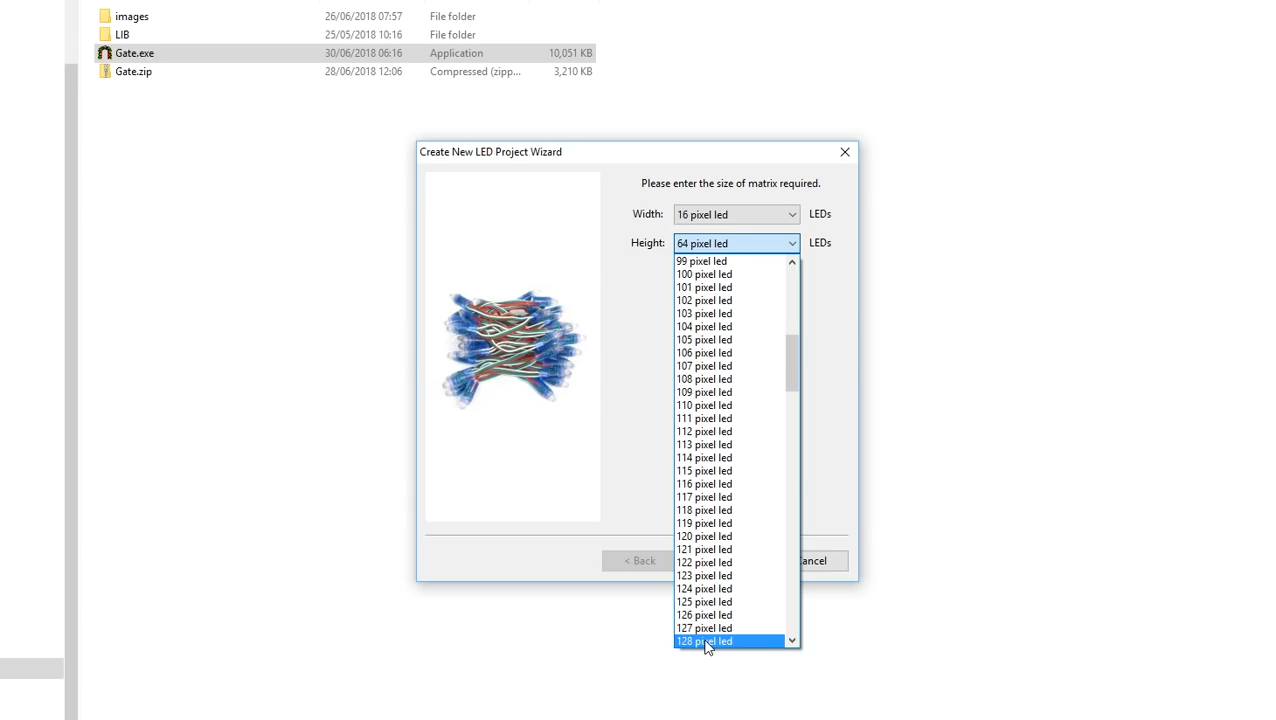 images 26/06/2018 07:57 File folder
LIB 25/05/2018 10:16 File folder
Gate.exe 30/06/2018 06:16 Application 10,051 KB
Gate.zip 28/06/2018 12:06 Compressed (zipp... 3,210 KB
Create New LED Project Wizard
Please enter the size of matrix required.
Width: 16 pixel led LEDs
Height: 64 pixel led LEDs
99 pixel led
100 pixel led
101 pixel led
102 pixel led
103 pixel led
104 pixel led
105 pixel led
106 pixel led
107 pixel led
108 pixel led
109 pixel led
110 pixel led
111 pixel led
112 pixel led
113 pixel led
114 pixel led
115 pixel led
116 pixel led
117 pixel led
118 pixel led
119 pixel led
120 pixel led
121 pixel led
122 pixel led
123 pixel led
124 pixel led
125 pixel led
126 pixel led
127 pixel led
128 pixel led
< Back
Cancel